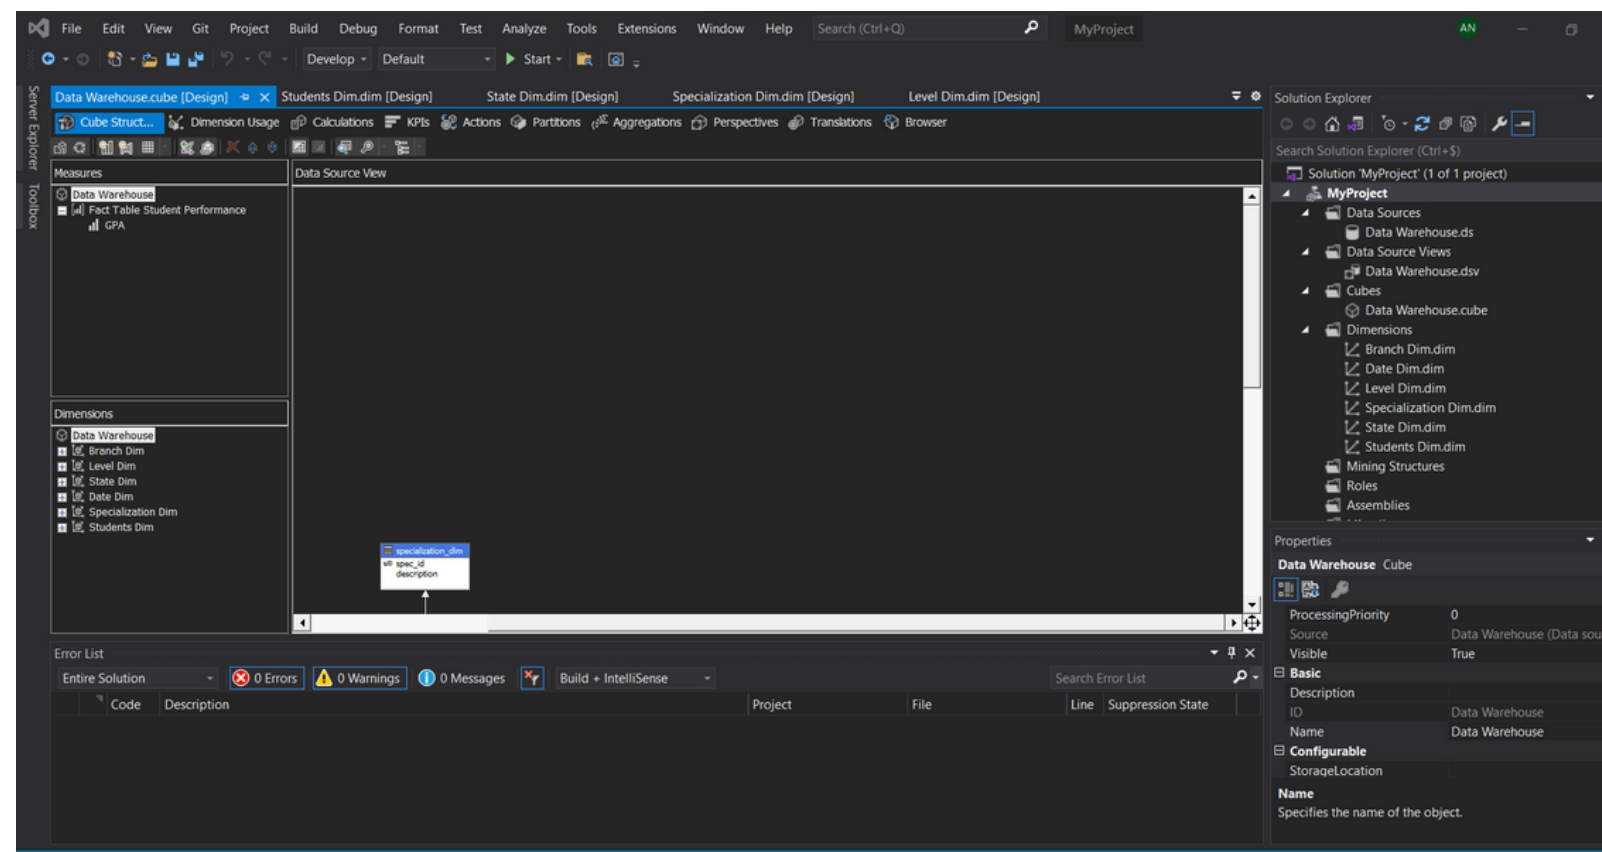 File Edit View Git Project Build Debug Format Test Analyze Tools Extensions Window Help Search (Ctrl+Q) MyProject AN
Develop Default Start
Server Explorer
Toolbox
Data Warehouse.cube [Design] Students Dim.dim [Design] State Dim.dim [Design] Specialization Dim.dim [Design] Level Dim.dim [Design]
Cube Struct... Dimension Usage Calculations KPIs Actions Partitions Aggregations Perspectives Translations Browser
Measures
Data Warehouse
Fact Table Student Performance
GPA
Dimensions
Data Warehouse
Branch Dim
Level Dim
State Dim
Date Dim
Specialization Dim
Students Dim
Data Source View
specialization_dim
spec_id
description
Error List
Entire Solution 0 Errors 0 Warnings 0 Messages Build + IntelliSense Search Error List
Code Description Project File Line Suppression State
Solution Explorer
Search Solution Explorer (Ctrl+$)
Solution 'MyProject' (1 of 1 project)
MyProject
Data Sources
Data Warehouse.ds
Data Source Views
Data Warehouse.dsv
Cubes
Data Warehouse.cube
Dimensions
Branch Dim.dim
Date Dim.dim
Level Dim.dim
Specialization Dim.dim
State Dim.dim
Students Dim.dim
Mining Structures
Roles
Assemblies
Properties
Data Warehouse Cube
ProcessingPriority 0
Source Data Warehouse (Data sou
Visible True
Basic
Description
ID Data Warehouse
Name Data Warehouse
Configurable
StorageLocation
Name
Specifies the name of the object.